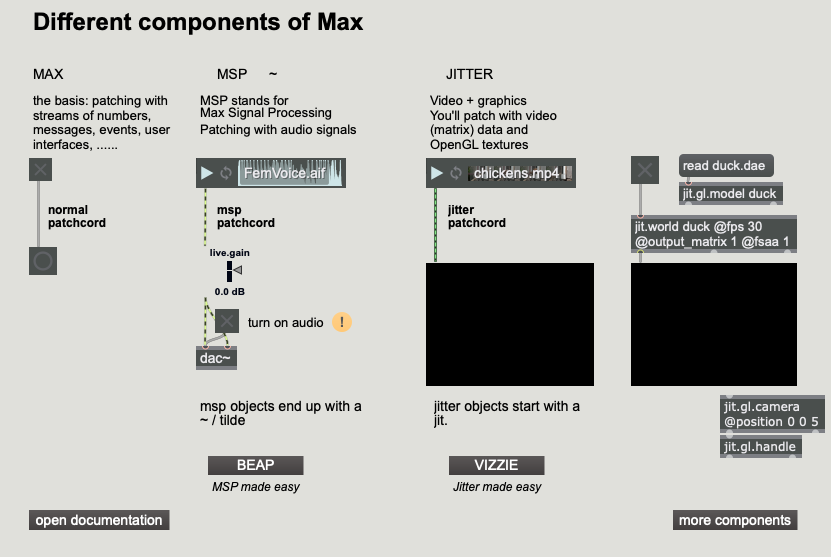 Different components of Max
MAX
the basis: patching with
streams of numbers,
messages, events, user
interfaces, ......
normal
patchcord
MSP ~
MSP stands for
Max Signal Processing
Patching with audio signals
FemVoice.aif
msp
patchcord
live.gain
0.0 dB
turn on audio !
dac~
msp objects end up with a
~ / tilde
BEAP
MSP made easy
JITTER
Video + graphics
You'll patch with video
(matrix) data and
OpenGL textures
chickens.mp4
jitter
patchcord
jitter objects start with a
jit.
VIZZIE
Jitter made easy
read duck.dae
jit.gl.model duck
jit.world duck @fps 30
@output_matrix 1 @fsaa 1
jit.gl.camera
@position 0 0 5
jit.gl.handle
open documentation
more components